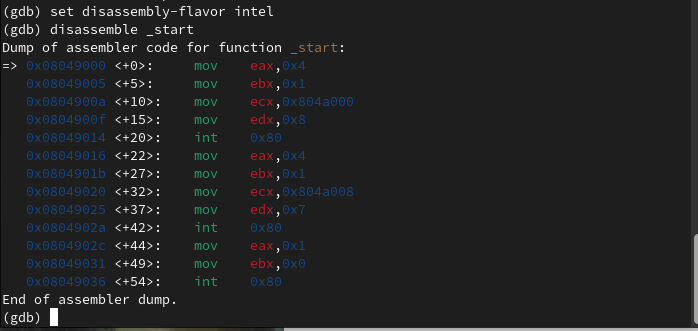 (gdb) set disassembly-flavor intel
(gdb) disassemble _start
Dump of assembler code for function _start:
=> 0x08049000 <+0>:     mov    eax,0x4
   0x08049005 <+5>:     mov    ebx,0x1
   0x0804900a <+10>:    mov    ecx,0x804a000
   0x0804900f <+15>:    mov    edx,0x8
   0x08049014 <+20>:    int    0x80
   0x08049016 <+22>:    mov    eax,0x4
   0x0804901b <+27>:    mov    ebx,0x1
   0x08049020 <+32>:    mov    ecx,0x804a008
   0x08049025 <+37>:    mov    edx,0x7
   0x0804902a <+42>:    int    0x80
   0x0804902c <+44>:    mov    eax,0x1
   0x08049031 <+49>:    mov    ebx,0x0
   0x08049036 <+54>:    int    0x80
End of assembler dump.
(gdb)